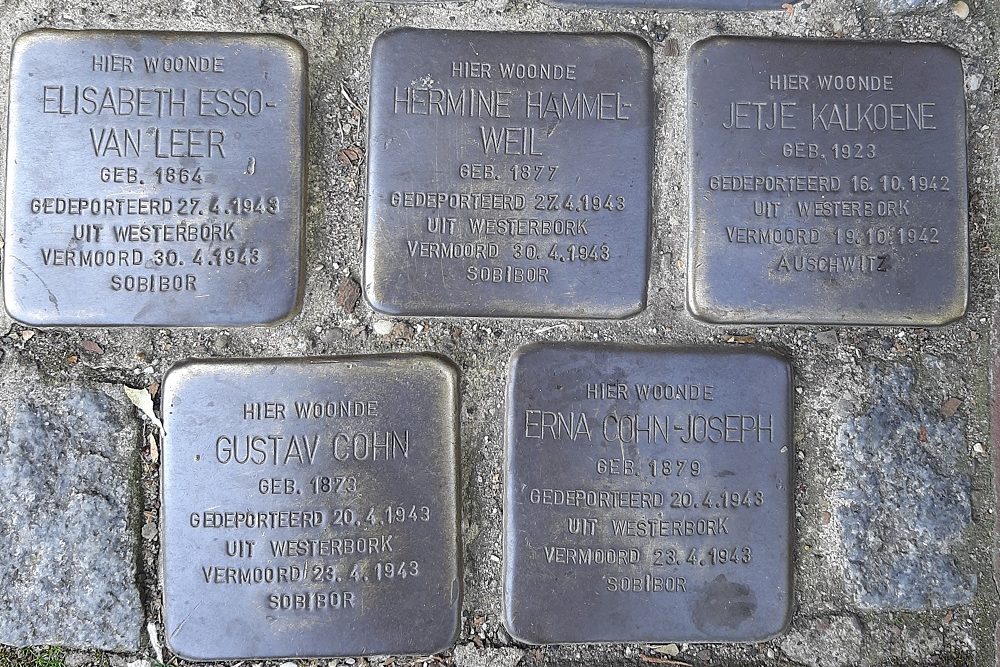 HIER WOONDE
ELISABETH ESSO-
VAN LEER
GEB. 1864
GEDEPORTEERD 27.4.1943
UIT WESTERBORK
VERMOORD 30.4.1943
SOBIBOR
HIER WOONDE
HERMINE HAMMEL-
WEIL
GEB. 1877
GEDEPORTEERD 27.4.1943
UIT WESTERBORK
VERMOORD 30.4.1943
SOBIBOR
HIER WOONDE
JETJE KALKOENE
GEB. 1923
GEDEPORTEERD 16.10.1942
UIT WESTERBORK
VERMOORD 19.10.1942
AUSCHWITZ
HIER WOONDE
GUSTAV COHN
GEB. 1873
GEDEPORTEERD 20.4.1943
UIT WESTERBORK
VERMOORD 23.4.1943
SOBIBOR
HIER WOONDE
ERNA COHN-JOSEPH
GEB. 1879
GEDEPORTEERD 20.4.1943
UIT WESTERBORK
VERMOORD 23.4.1943
SOBIBOR